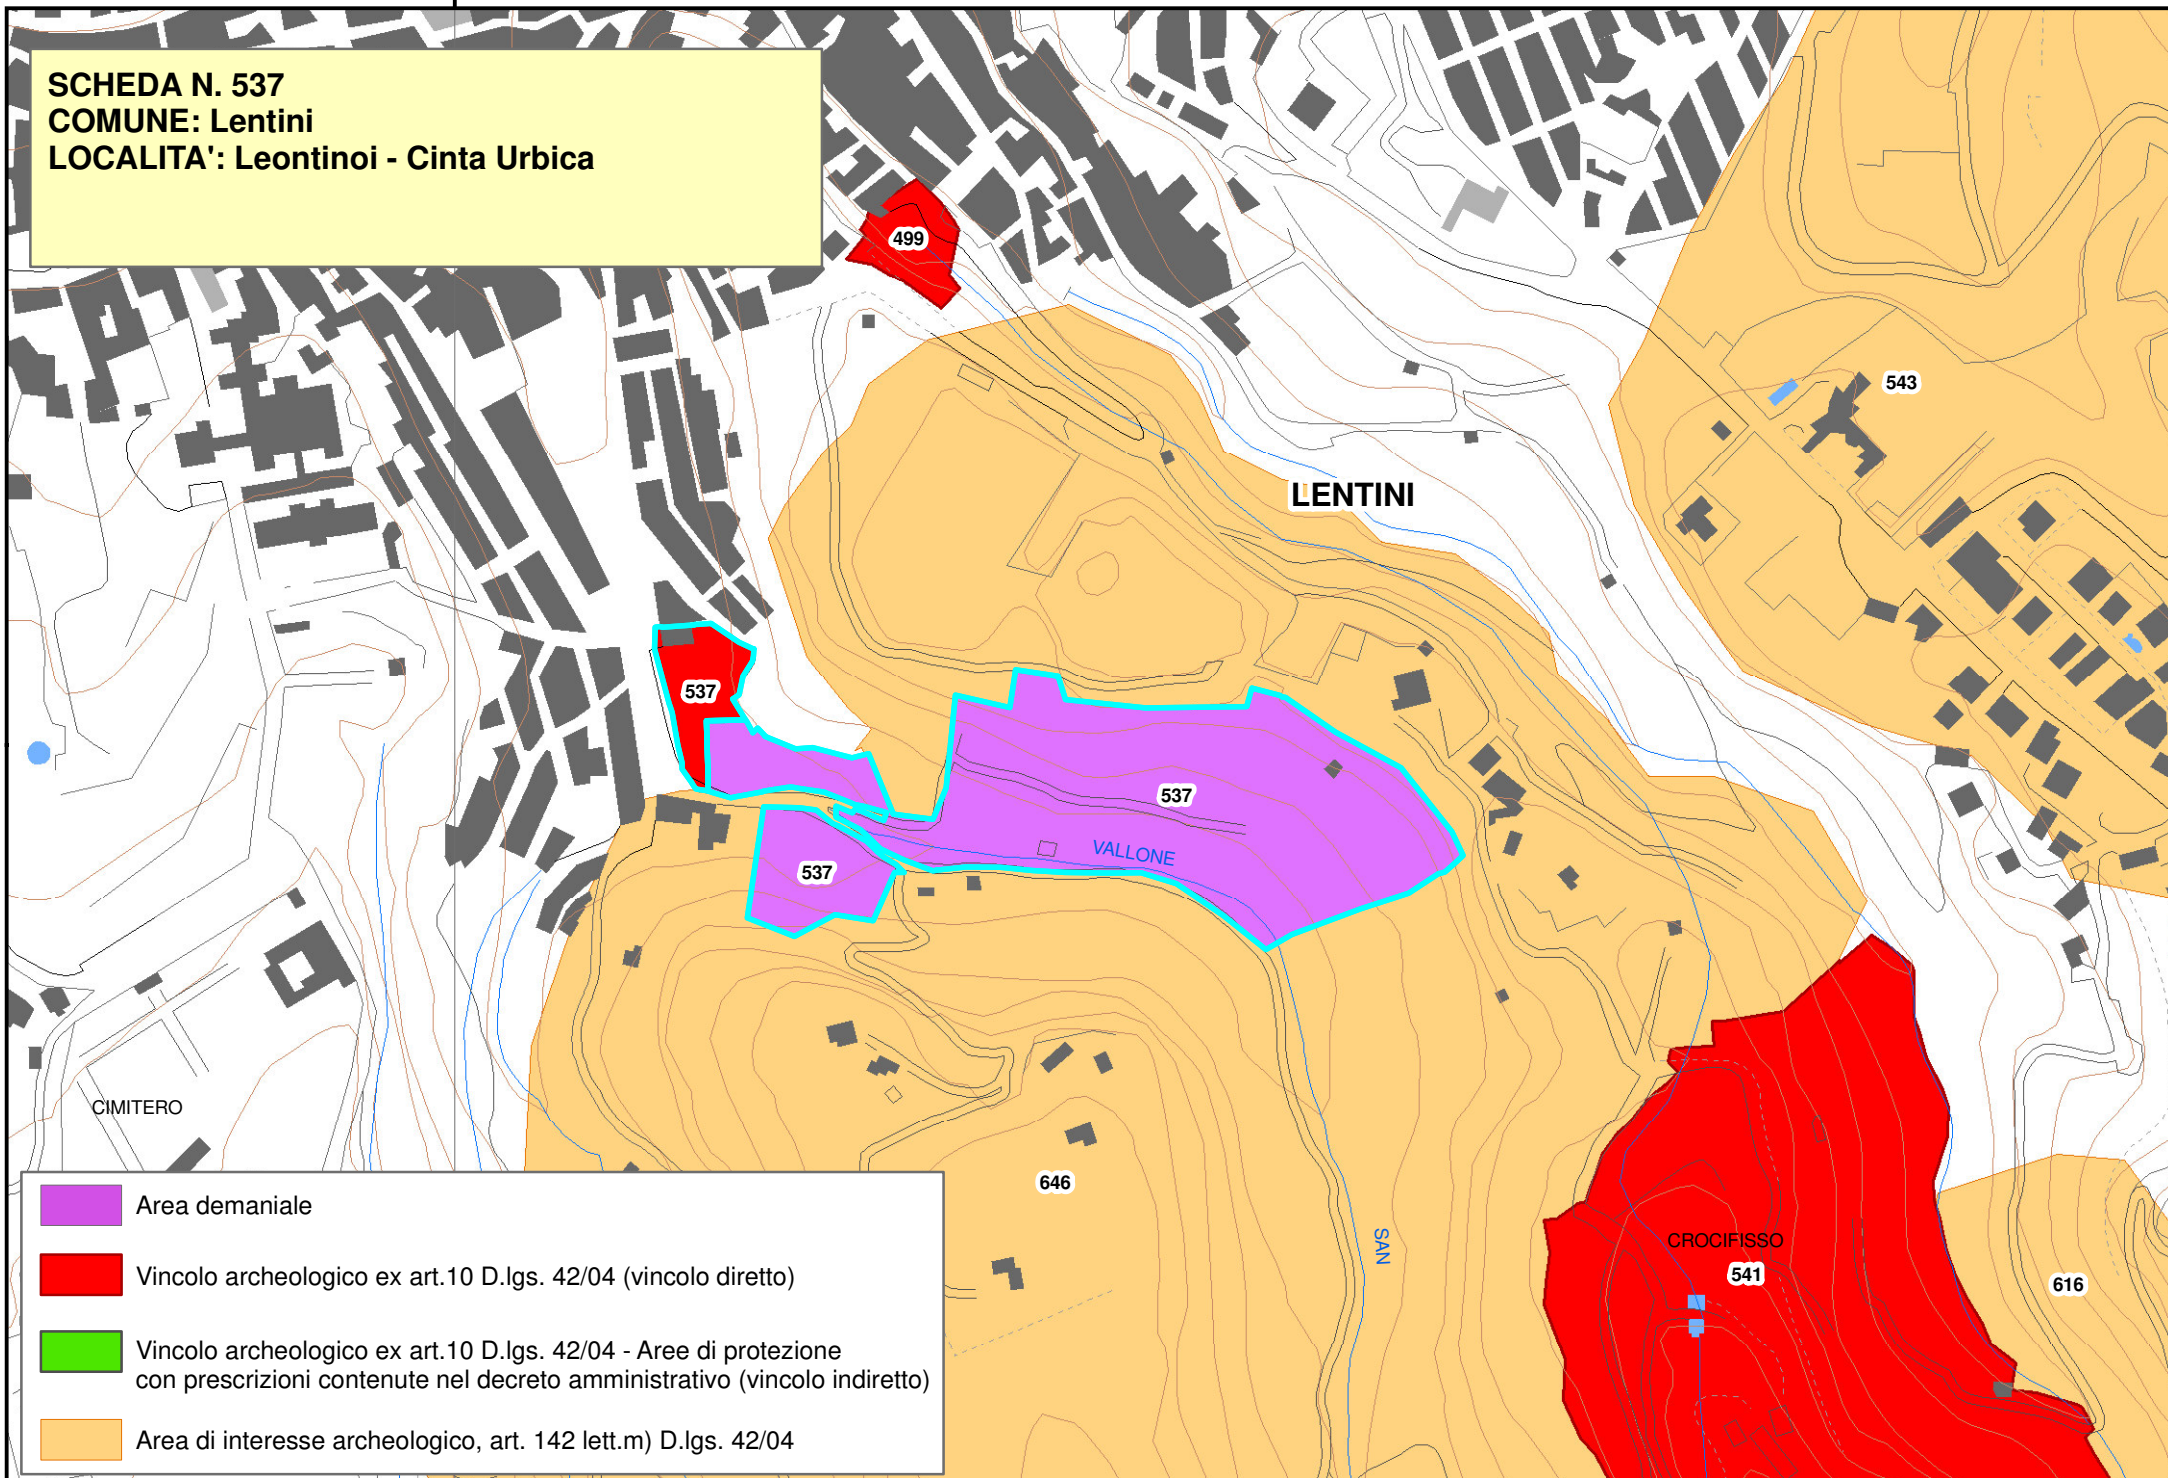 SCHEDA N. 537
COMUNE: Lentini
LOCALITA': Leontinoi - Cinta Urbica
499
543
LENTINI
537
537
VALLONE
537
CIMITERO
646
SAN
CROCIFISSO
541
616
Area demaniale
Vincolo archeologico ex art.10 D.lgs. 42/04 (vincolo diretto)
Vincolo archeologico ex art.10 D.lgs. 42/04 - Aree di protezione
con prescrizioni contenute nel decreto amministrativo (vincolo indiretto)
Area di interesse archeologico, art. 142 lett.m) D.lgs. 42/04